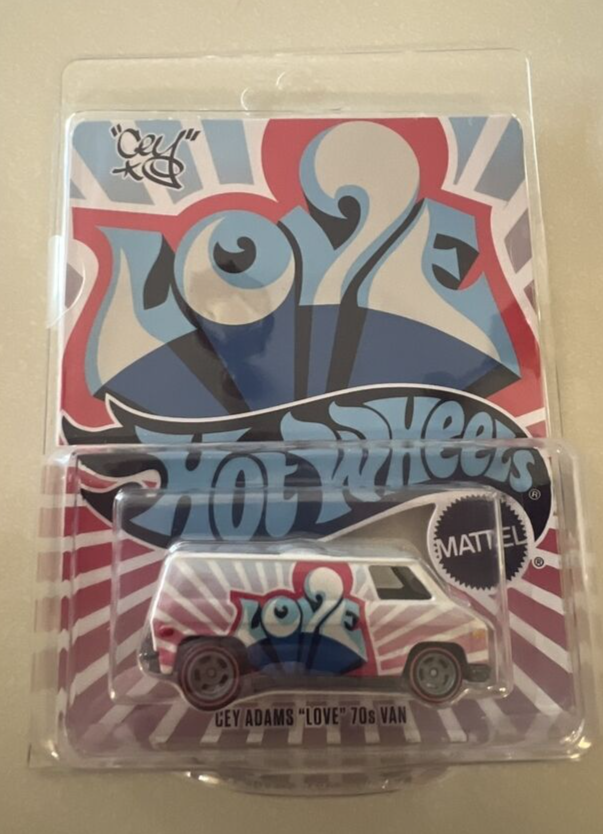 "Cey"
LOVE
Hot Wheels®
MATTEL®
LOVE
CEY ADAMS "LOVE" 70s VAN